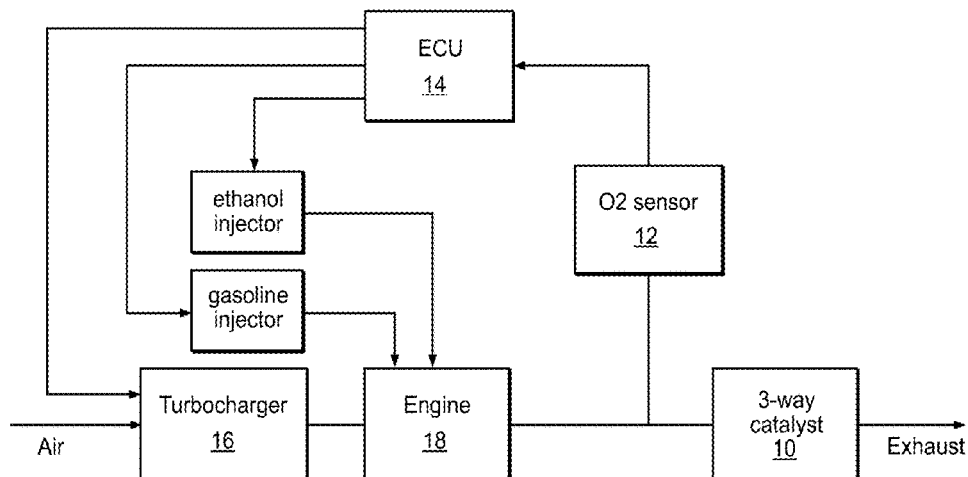 ECU
14
ethanol
injector
O2 sensor
12
gasoline
injector
Turbocharger
16
Engine
18
3-way
catalyst
10
Air
Exhaust